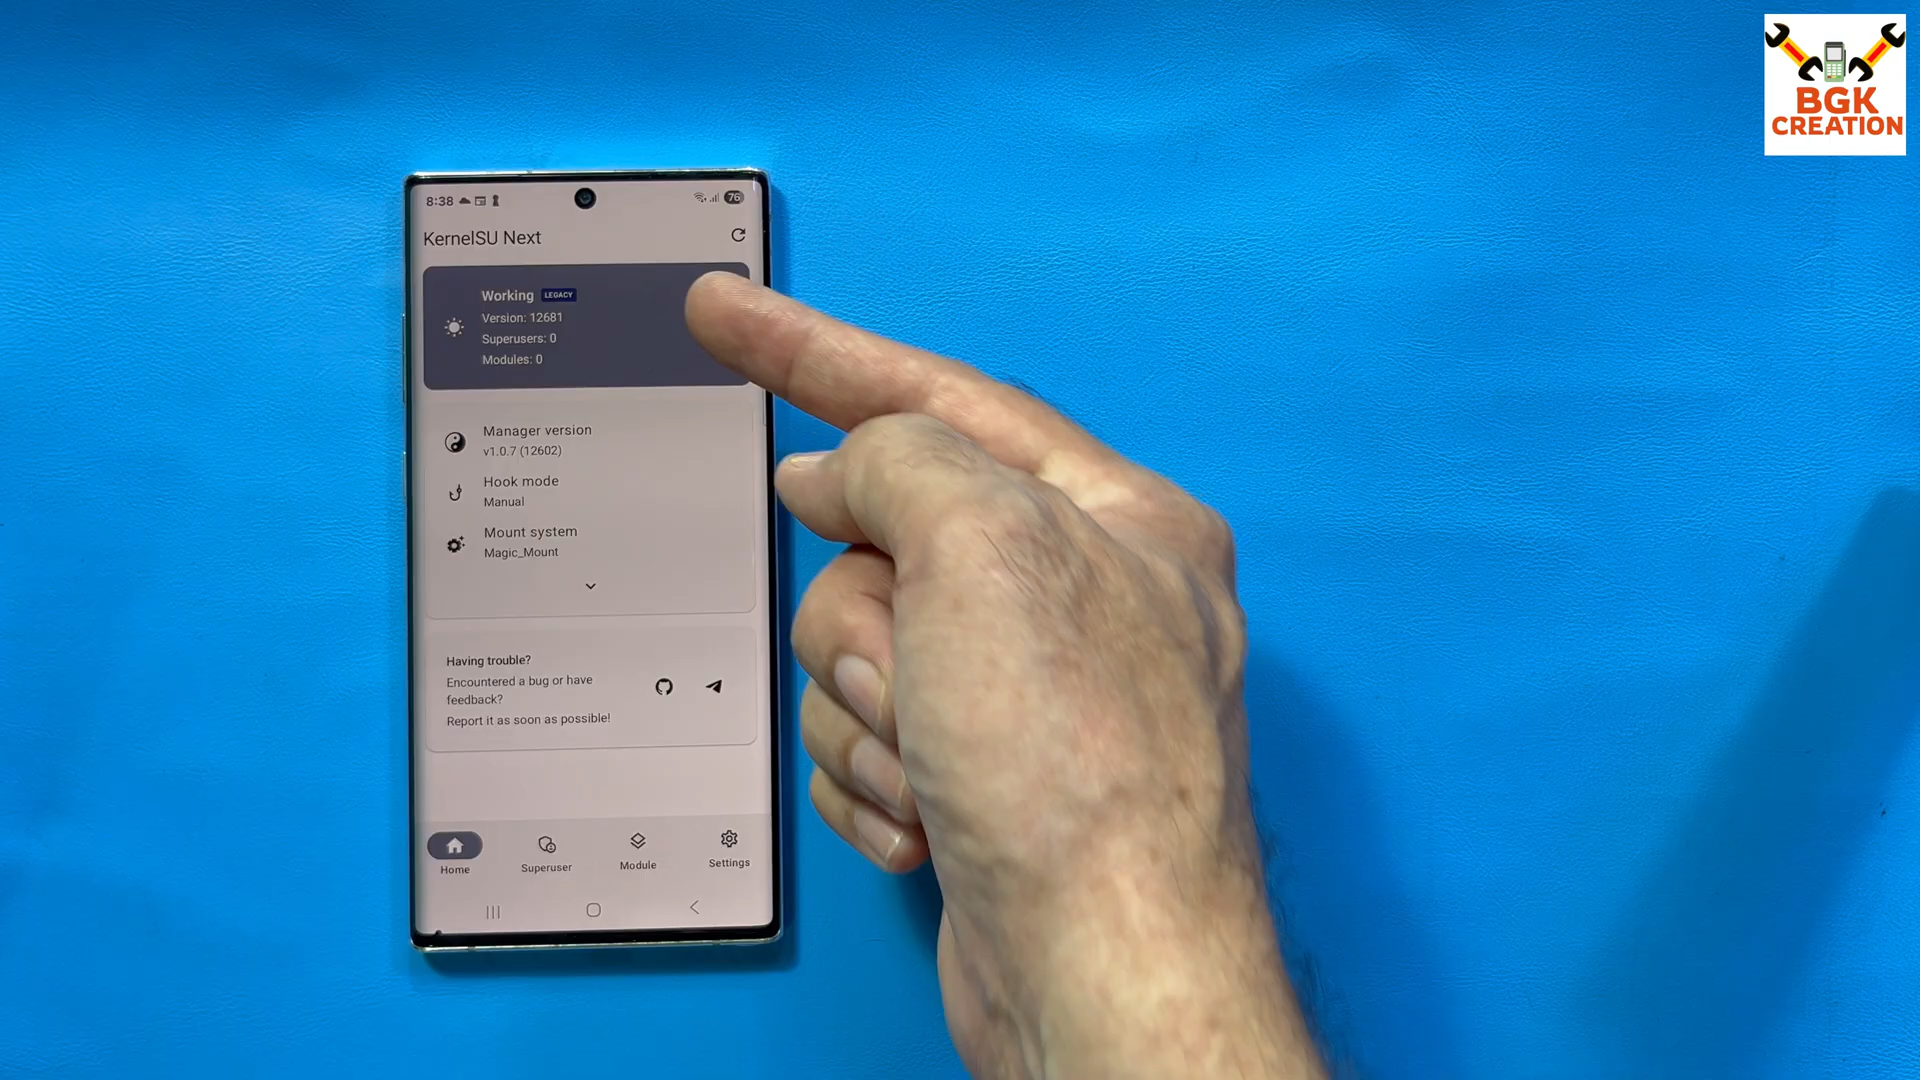 BGK
CREATION
8:38
76
KernelSU Next
Working LEGACY
Version: 12681
Superusers: 0
Modules: 0
Manager version
v1.0.7 (12602)
Hook mode
Manual
Mount system
Magic_Mount
Having trouble?
Encountered a bug or have
feedback?
Report it as soon as possible!
Home
Superuser
Module
Settings